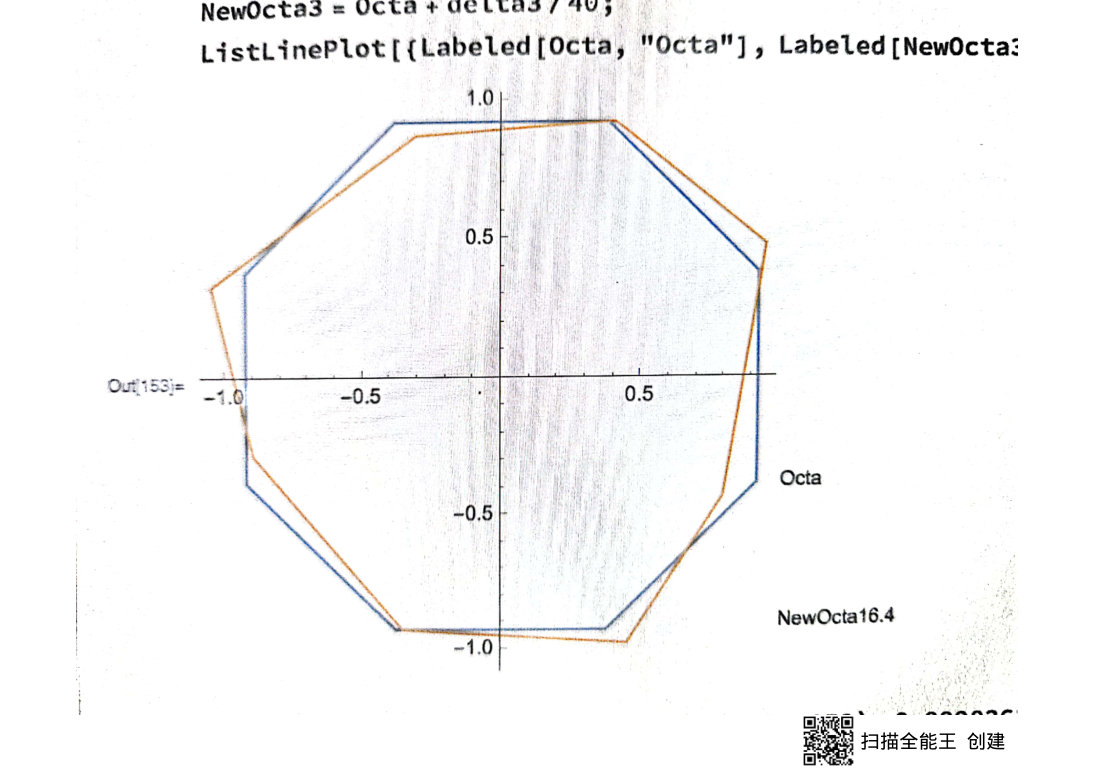 NewOcta3 = Octa + delta3 / 40;
ListLinePlot[{Labeled[Octa, "Octa"], Labeled[NewOcta3
1.0
0.5
Out[153]=
-1.0
-0.5
0.5
Octa
-0.5
NewOcta16.4
-1.0
扫描全能王 创建